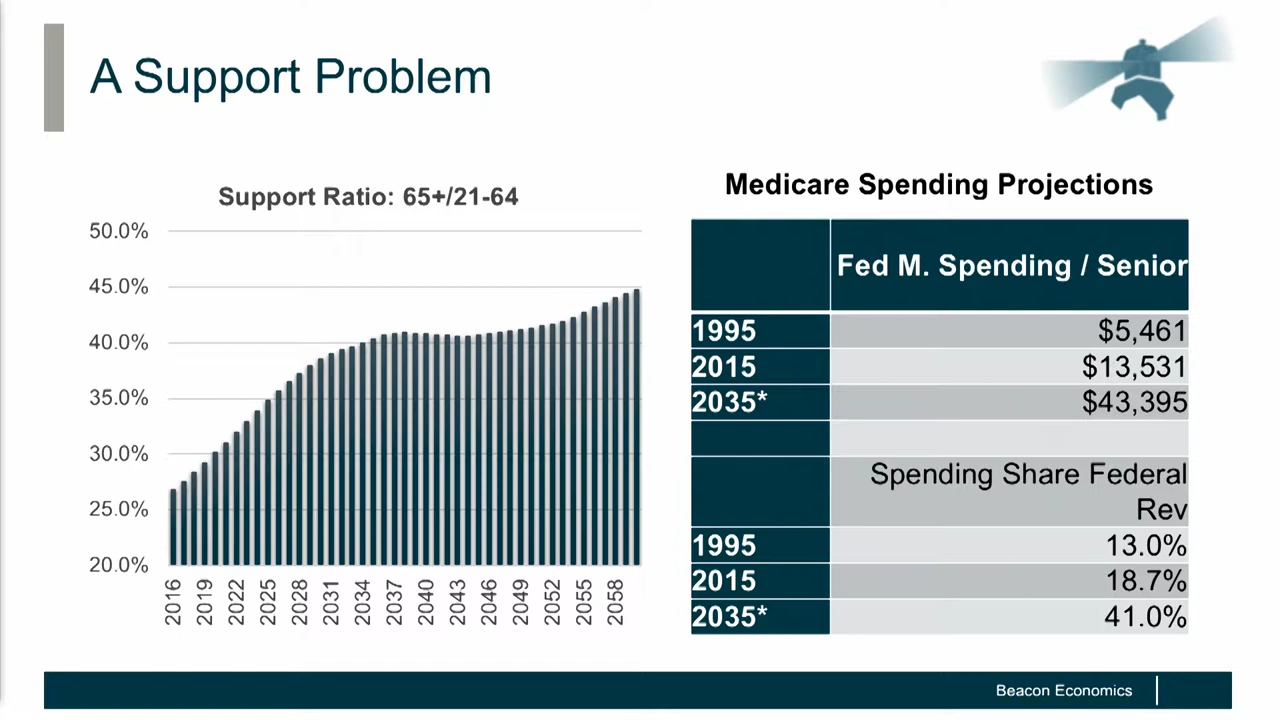 A Support Problem
Support Ratio: 65+/21-64
50.0%
45.0%
40.0%
35.0%
30.0%
25.0%
20.0%
2016 2019 2022 2025 2028 2031 2034 2037 2040 2043 2046 2049 2052 2055 2058
Medicare Spending Projections
Fed M. Spending / Senior
1995 $5,461
2015 $13,531
2035* $43,395
Spending Share Federal
Rev
1995 13.0%
2015 18.7%
2035* 41.0%
Beacon Economics